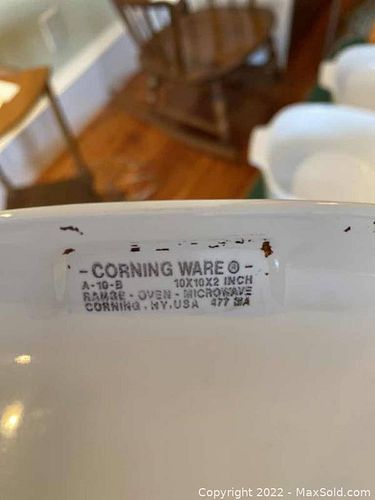 - CORNING WARE ® -
A-10-B 10X10X2 INCH
RANGE - OVEN - MICROWAVE
CORNING, NY, USA 477 MA
Copyright © 2022 - MaxSold.com